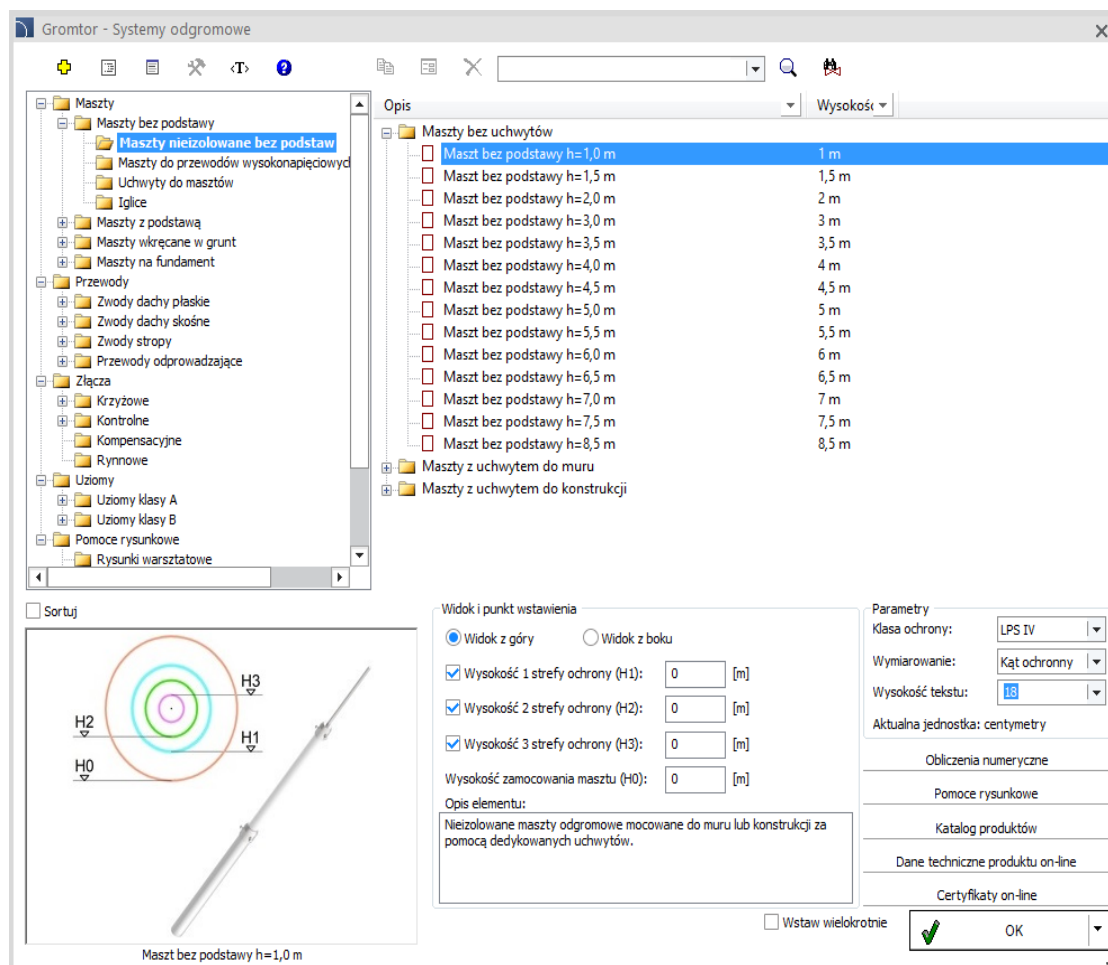 Gromtor - Systemy odgromowe
<T>
Maszty
Maszty bez podstawy
Maszty nieizolowane bez podstaw
Maszty do przewodów wysokonapięciowych
Uchwyty do masztów
Iglice
Maszty z podstawą
Maszty wkręcane w grunt
Maszty na fundament
Przewody
Zwody dachy płaskie
Zwody dachy skośne
Zwody stropy
Przewody odprowadzające
Złącza
Krzyżowe
Kontrolne
Kompensacyjne
Rynnowe
Uziomy
Uziomy klasy A
Uziomy klasy B
Pomoce rysunkowe
Rysunki warsztatowe
Opis Wysokość
Maszty bez uchwytów
Maszt bez podstawy h=1,0 m 1 m
Maszt bez podstawy h=1,5 m 1,5 m
Maszt bez podstawy h=2,0 m 2 m
Maszt bez podstawy h=3,0 m 3 m
Maszt bez podstawy h=3,5 m 3,5 m
Maszt bez podstawy h=4,0 m 4 m
Maszt bez podstawy h=4,5 m 4,5 m
Maszt bez podstawy h=5,0 m 5 m
Maszt bez podstawy h=5,5 m 5,5 m
Maszt bez podstawy h=6,0 m 6 m
Maszt bez podstawy h=6,5 m 6,5 m
Maszt bez podstawy h=7,0 m 7 m
Maszt bez podstawy h=7,5 m 7,5 m
Maszt bez podstawy h=8,5 m 8,5 m
Maszty z uchwytem do muru
Maszty z uchwytem do konstrukcji
Sortuj
H3
H2
H1
H0
Maszt bez podstawy h=1,0 m
Widok i punkt wstawienia
Widok z góry Widok z boku
Wysokość 1 strefy ochrony (H1): 0 [m]
Wysokość 2 strefy ochrony (H2): 0 [m]
Wysokość 3 strefy ochrony (H3): 0 [m]
Wysokość zamocowania masztu (H0): 0 [m]
Opis elementu:
Nieizolowane maszty odgromowe mocowane do muru lub konstrukcji za
pomocą dedykowanych uchwytów.
Parametry
Klasa ochrony: LPS IV
Wymiarowanie: Kąt ochronny
Wysokość tekstu: 18
Aktualna jednostka: centymetry
Obliczenia numeryczne
Pomoce rysunkowe
Katalog produktów
Dane techniczne produktu on-line
Certyfikaty on-line
Wstaw wielokrotnie
OK